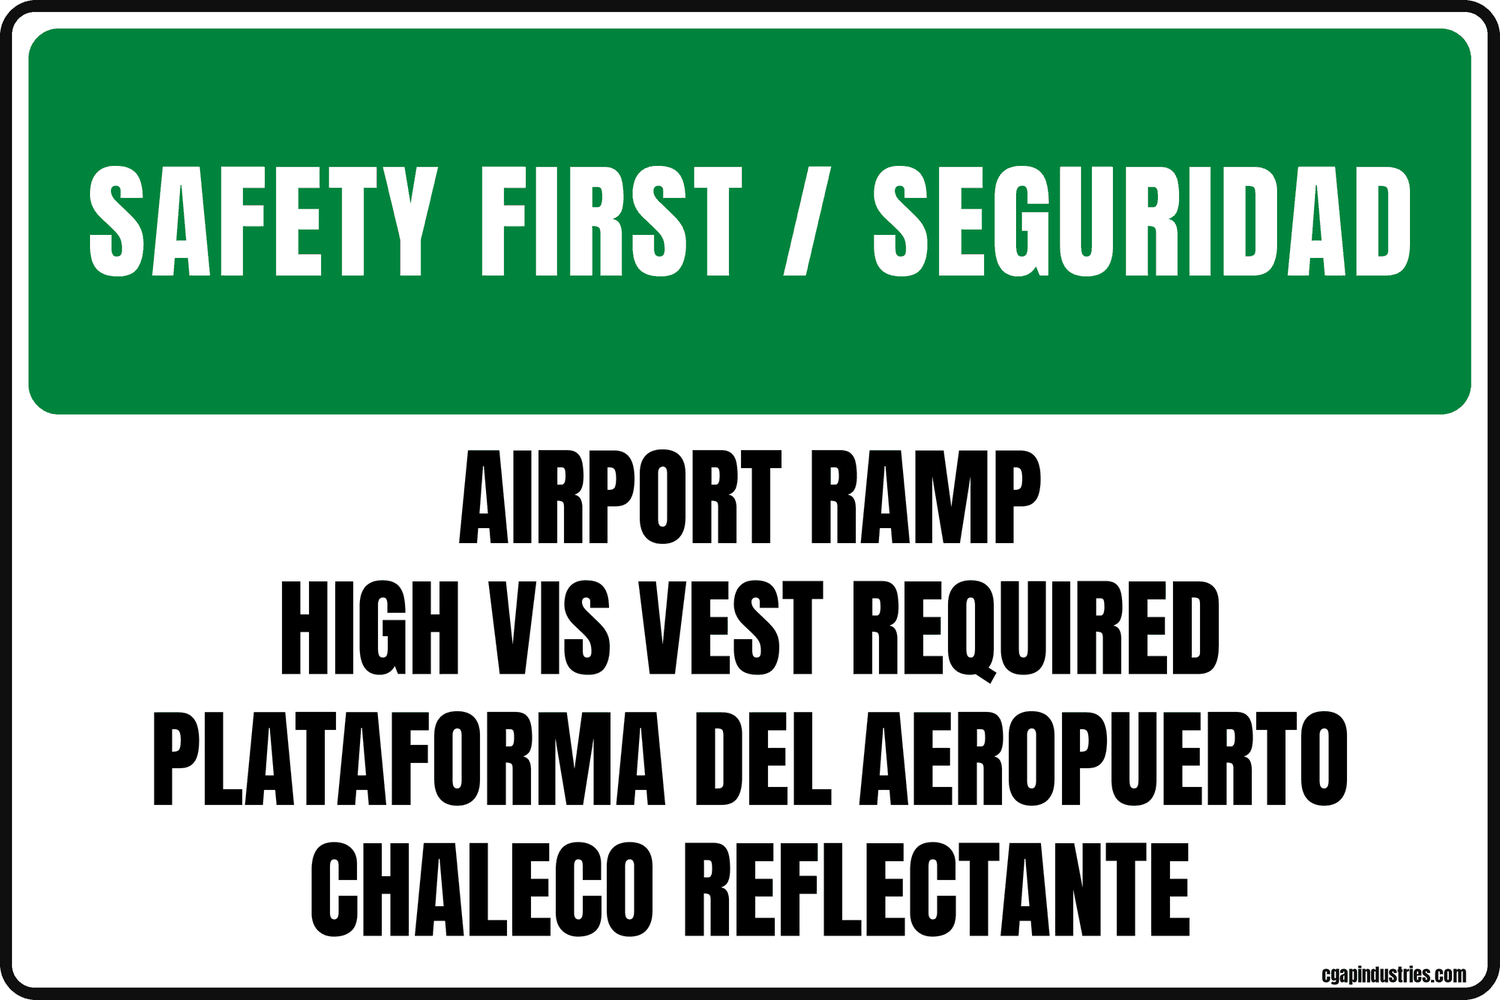 SAFETY FIRST / SEGURIDAD
AIRPORT RAMP
HIGH VIS VEST REQUIRED
PLATAFORMA DEL AEROPUERTO
CHALECO REFLECTANTE
cgapindustries.com